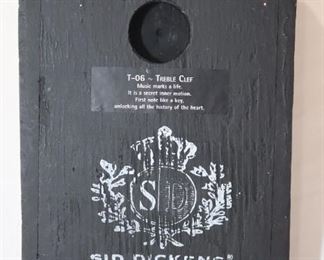 T-06 ~ Treble Clef
Music marks a life.
It is a secret inner motion.
First note like a key,
unlocking all the history of the heart.
S D
SID DICKENS®